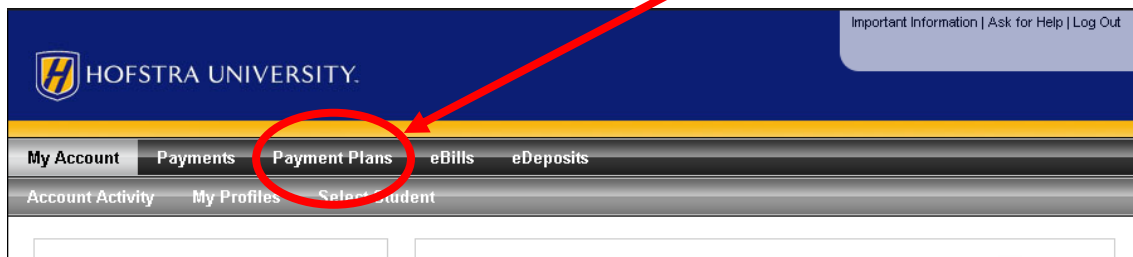 Important Information | Ask for Help | Log Out
H HOFSTRA UNIVERSITY.
My Account Payments Payment Plans eBills eDeposits
Account Activity My Profiles Select Student